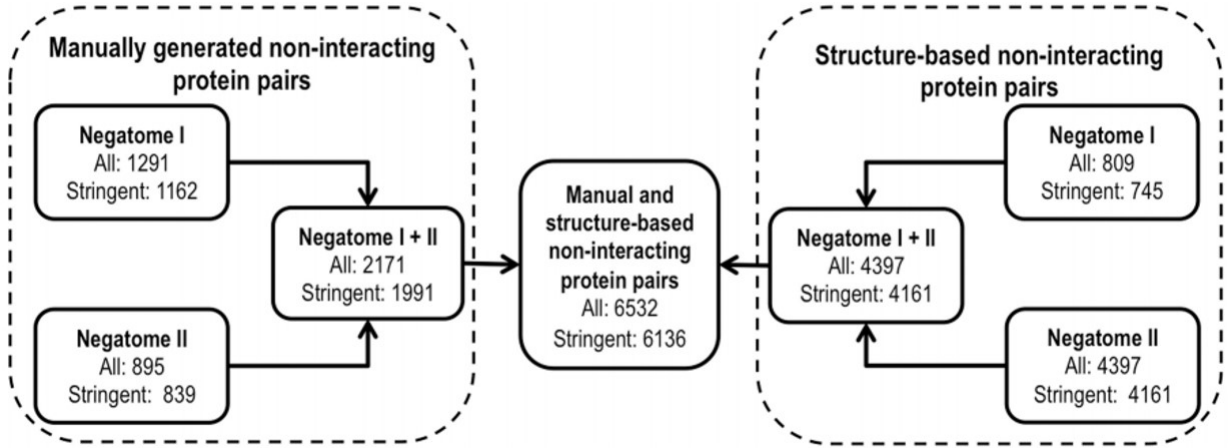 Manually generated non-interacting
protein pairs
Negatome I
All: 1291
Stringent: 1162
Negatome I + II
All: 2171
Stringent: 1991
Negatome II
All: 895
Stringent: 839
Manual and
structure-based
non-interacting
protein pairs
All: 6532
Stringent: 6136
Structure-based non-interacting
protein pairs
Negatome I
All: 809
Stringent: 745
Negatome I + II
All: 4397
Stringent: 4161
Negatome II
All: 4397
Stringent: 4161